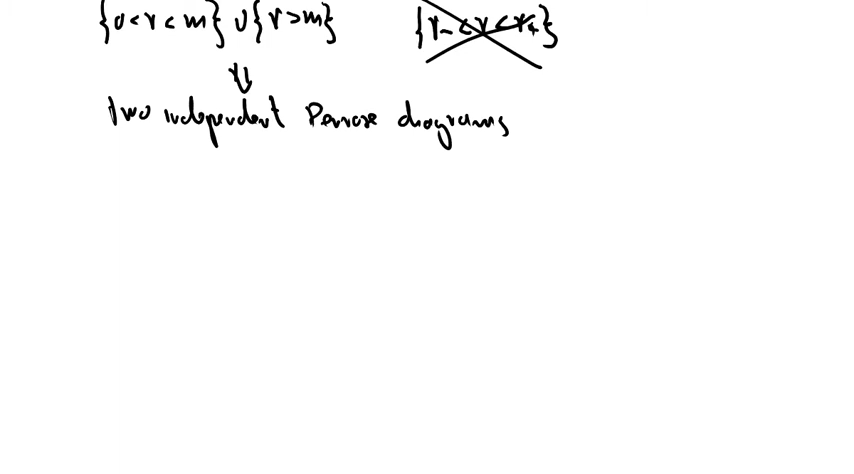 {0 < r < m} ∪ {r > m} {r₋ < r < r₊}
⇓
two independent Penrose diagrams